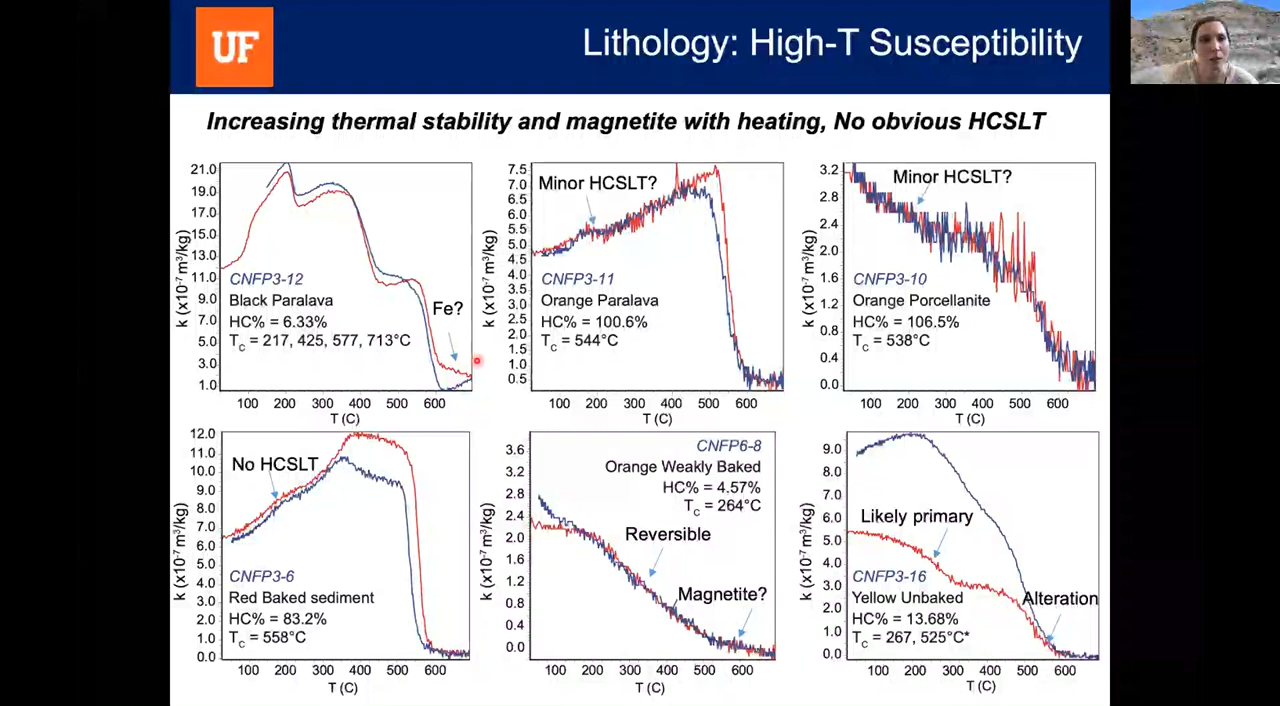 UF
Lithology: High-T Susceptibility
Increasing thermal stability and magnetite with heating, No obvious HCSLT
21.0
19.0
17.0
15.0
13.0
11.0
9.0
7.0
5.0
3.0
1.0
k (x10⁻⁷ m³/kg)
CNFP3-12
Black Paralava
HC% = 6.33%
T_C = 217, 425, 577, 713°C
Fe?
100 200 300 400 500 600
T (C)
7.5
7.0
6.5
6.0
5.5
5.0
4.5
4.0
3.5
3.0
2.5
2.0
1.5
1.0
0.5
k (x10⁻⁷ m³/kg)
Minor HCSLT?
CNFP3-11
Orange Paralava
HC% = 100.6%
T_C = 544°C
100 200 300 400 500 600
T (C)
3.2
2.8
2.4
2.0
1.6
1.2
0.8
0.4
0.0
k (x10⁻⁷ m³/kg)
Minor HCSLT?
CNFP3-10
Orange Porcellanite
HC% = 106.5%
T_C = 538°C
100 200 300 400 500 600
T (C)
12.0
11.0
10.0
9.0
8.0
7.0
6.0
5.0
4.0
3.0
2.0
1.0
0.0
k (x10⁻⁷ m³/kg)
No HCSLT
CNFP3-6
Red Baked sediment
HC% = 83.2%
T_C = 558°C
100 200 300 400 500 600
T (C)
3.6
3.2
2.8
2.4
2.0
1.6
1.2
0.8
0.4
0.0
k (x10⁻⁷ m³/kg)
CNFP6-8
Orange Weakly Baked
HC% = 4.57%
T_C = 264°C
Reversible
Magnetite?
100 200 300 400 500 600
T (C)
9.0
8.0
7.0
6.0
5.0
4.0
3.0
2.0
1.0
0.0
k (x10⁻⁷ m³/kg)
Likely primary
CNFP3-16
Yellow Unbaked
Alteration
HC% = 13.68%
T_C = 267, 525°C*
100 200 300 400 500 600
T (C)